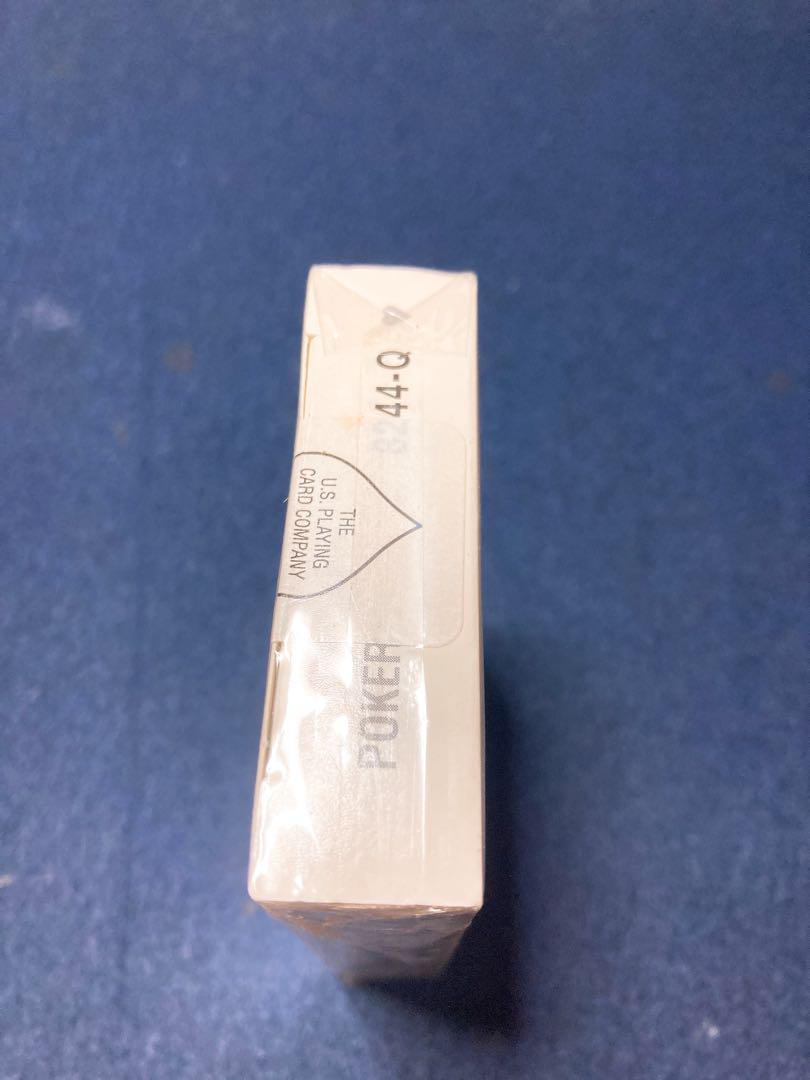 44-Q
THE
U.S. PLAYING
CARD COMPANY
POKER